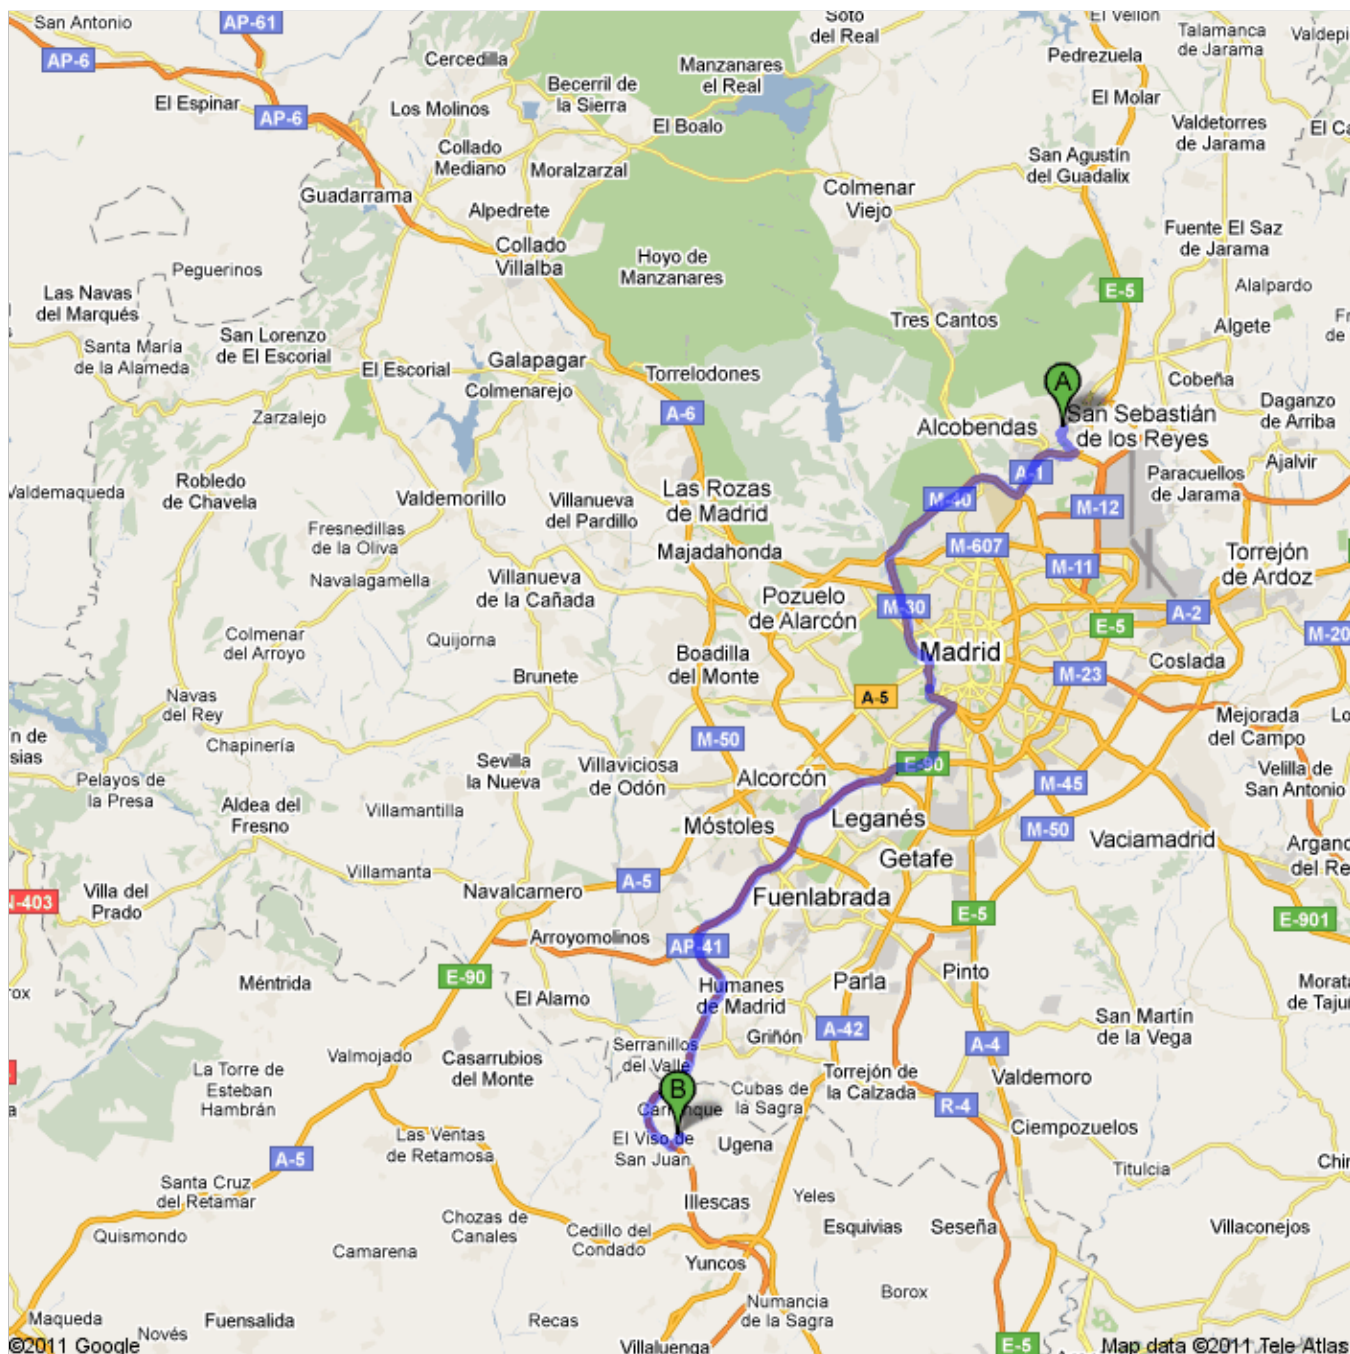 San Antonio
AP-61
Soto
del Real
El Vellón
Talamanca
de Jarama
AP-6
Cercedilla
Manzanares
el Real
Pedrezuela
El Espinar
Los Molinos
Becerril de
la Sierra
El Molar
AP-6
El Boalo
Valdetorres
de Jarama
Collado
Mediano
Moralzarzal
San Agustín
del Guadalix
Guadarrama
Colmenar
Viejo
Alpedrete
Collado
Villalba
Fuente El Saz
de Jarama
Peguerinos
Hoyo de
Manzanares
Las Navas
del Marqués
E-5
Alalpardo
San Lorenzo
de El Escorial
Tres Cantos
Algete
Santa María
de la Alameda
El Escorial
Galapagar
Torrelodones
Colmenarejo
A
Cobeña
Zarzalejo
A-6
Alcobendas
San Sebastián
de los Reyes
Daganzo
de Arriba
Robledo
de Chavela
A-1
Paracuellos
de Jarama
Ajalvir
Valdemaqueda
Valdemorillo
Villanueva
del Pardillo
Las Rozas
de Madrid
M-40
M-12
Fresnedillas
de la Oliva
Majadahonda
M-607
Torrejón
de Ardoz
Navalagamella
Villanueva
de la Cañada
M-11
Pozuelo
de Alarcón
M-30
A-2
Colmenar
del Arroyo
Quijorna
E-5
M-20
Boadilla
del Monte
Madrid
Coslada
Brunete
M-23
Navas
del Rey
A-5
Mejorada
del Campo
Chapinería
M-50
Sevilla
la Nueva
Villaviciosa
de Odón
E-90
Pelayos de
la Presa
Alcorcón
M-45
Velilla de
San Antonio
Aldea del
Fresno
Villamantilla
Móstoles
Leganés
M-50
Vaciamadrid
Getafe
Villamanta
A-5
N-403
Villa del
Prado
Navalcarnero
Fuenlabrada
E-5
E-901
Arroyomolinos
AP-41
E-90
Méntrida
El Alamo
Humanes
de Madrid
Parla
Pinto
Griñón
A-42
San Martín
de la Vega
Serranillos
del Valle
A-4
Valmojado
Casarrubios
del Monte
La Torre de
Esteban
Hambrán
B
Cubas de
la Sagra
Torrejón de
la Calzada
Valdemoro
R-4
Ciempozuelos
Las Ventas
de Retamosa
El Viso de
San Juan
Ugena
A-5
Titulcia
Santa Cruz
del Retamar
Illescas
Yeles
Chozas de
Canales
Cedillo del
Condado
Esquivias
Seseña
Villaconejos
Quismondo
Camarena
Yuncos
Borox
Maqueda
Fuensalida
Recas
Numancia
de la Sagra
Novés
Villaluenga
E-5
©2011 Google
Map data ©2011 Tele Atlas